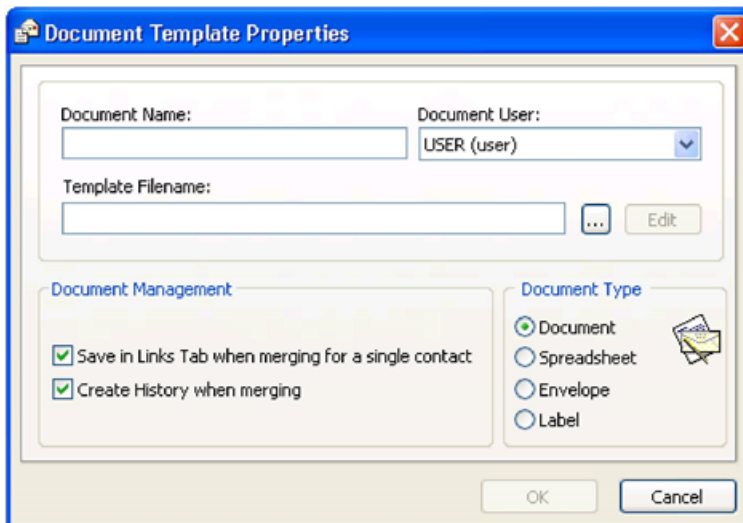 Document Template Properties
Document Name:
Document User:
USER (user)
Template Filename:
...
Edit
Document Management
Save in Links Tab when merging for a single contact
Create History when merging
Document Type
Document
Spreadsheet
Envelope
Label
OK
Cancel